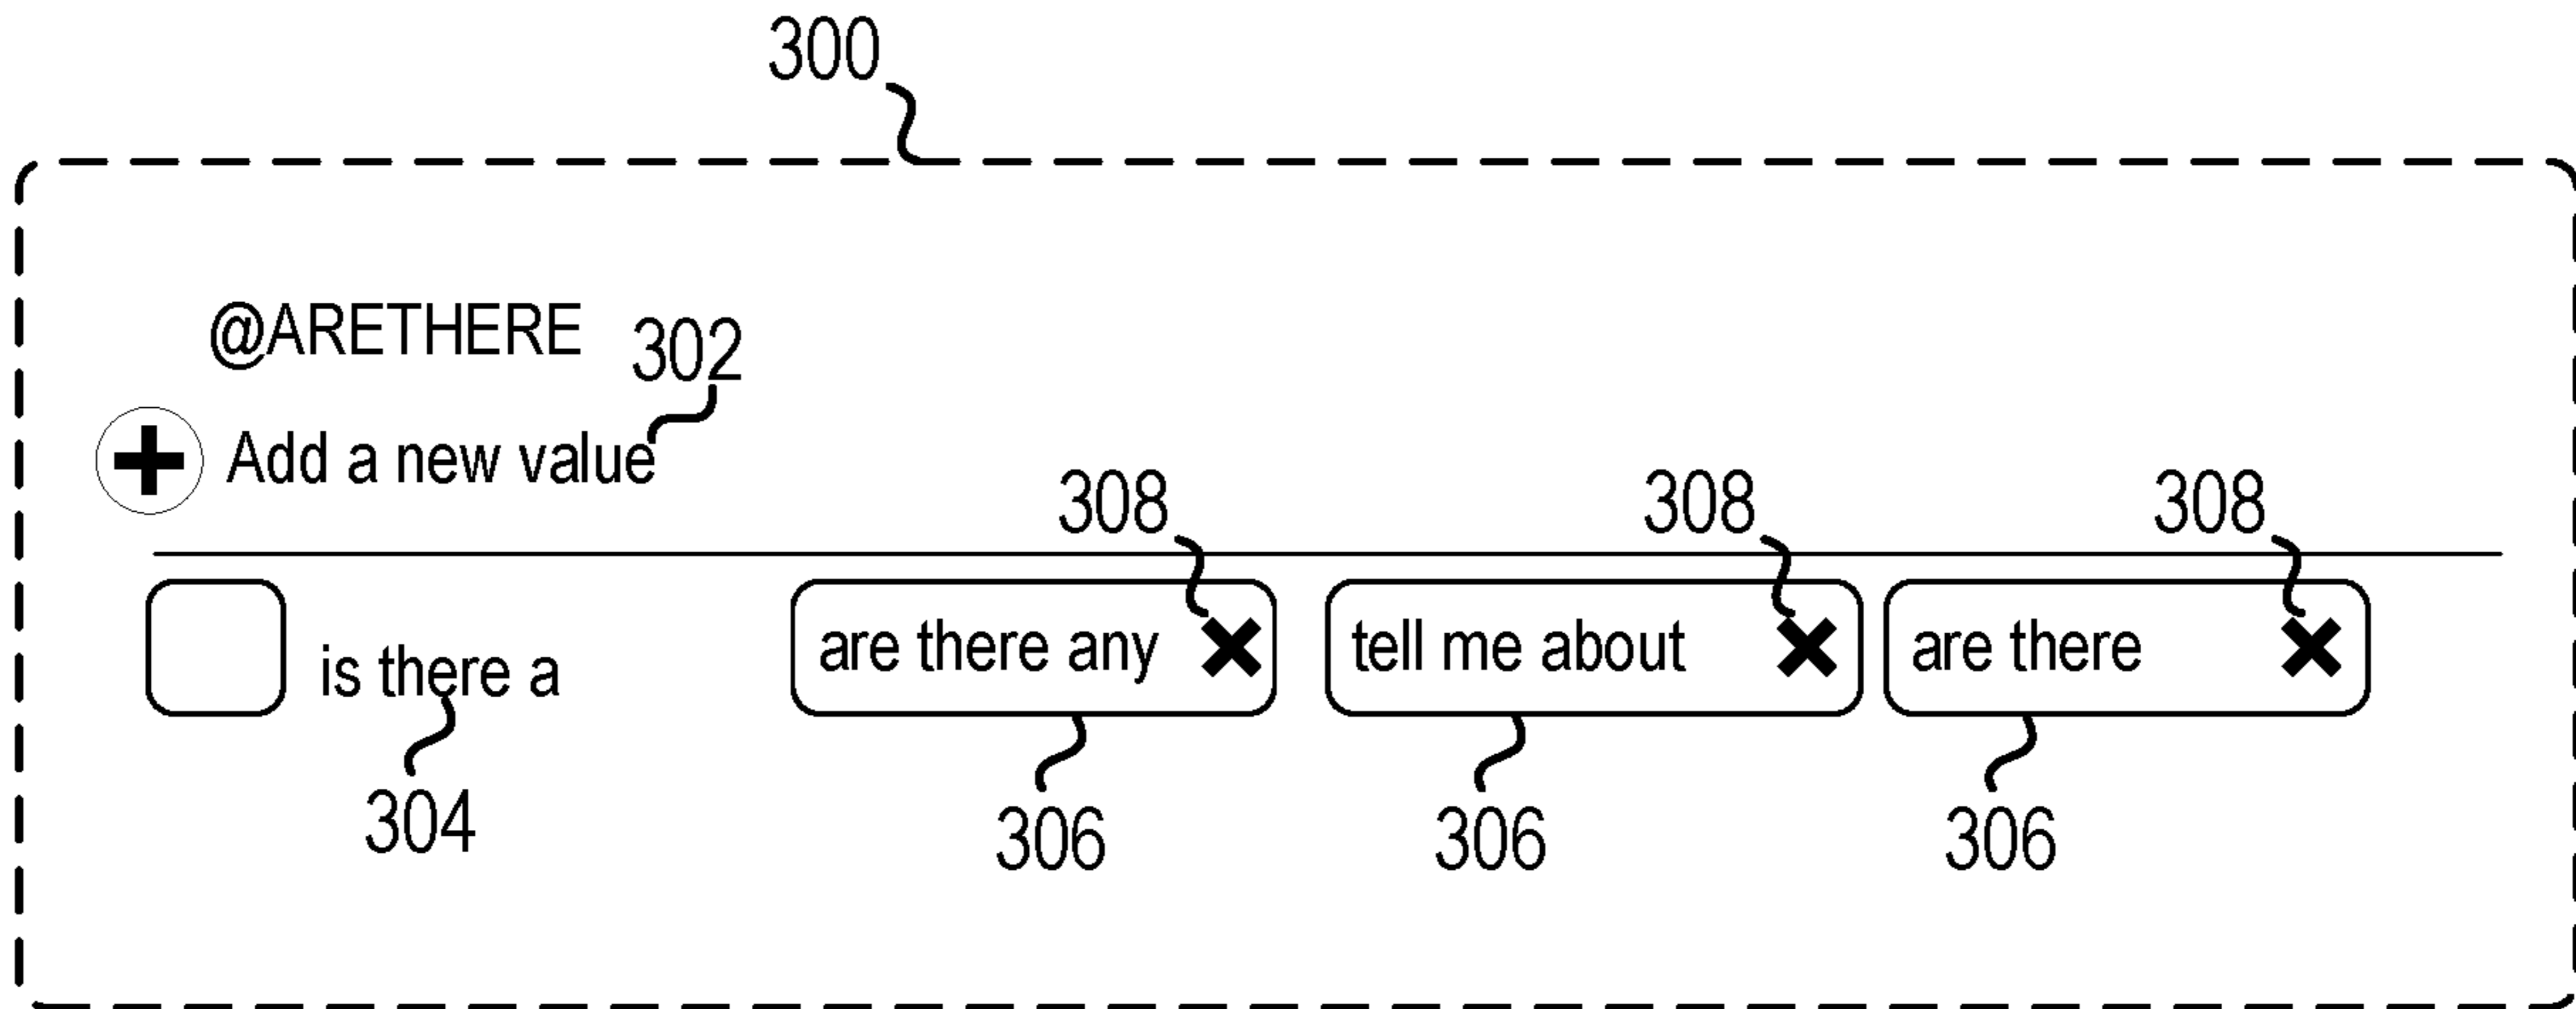 300
@ARETHERE
302
Add a new value
308 308 308
is there a are there any tell me about are there
304 306 306 306